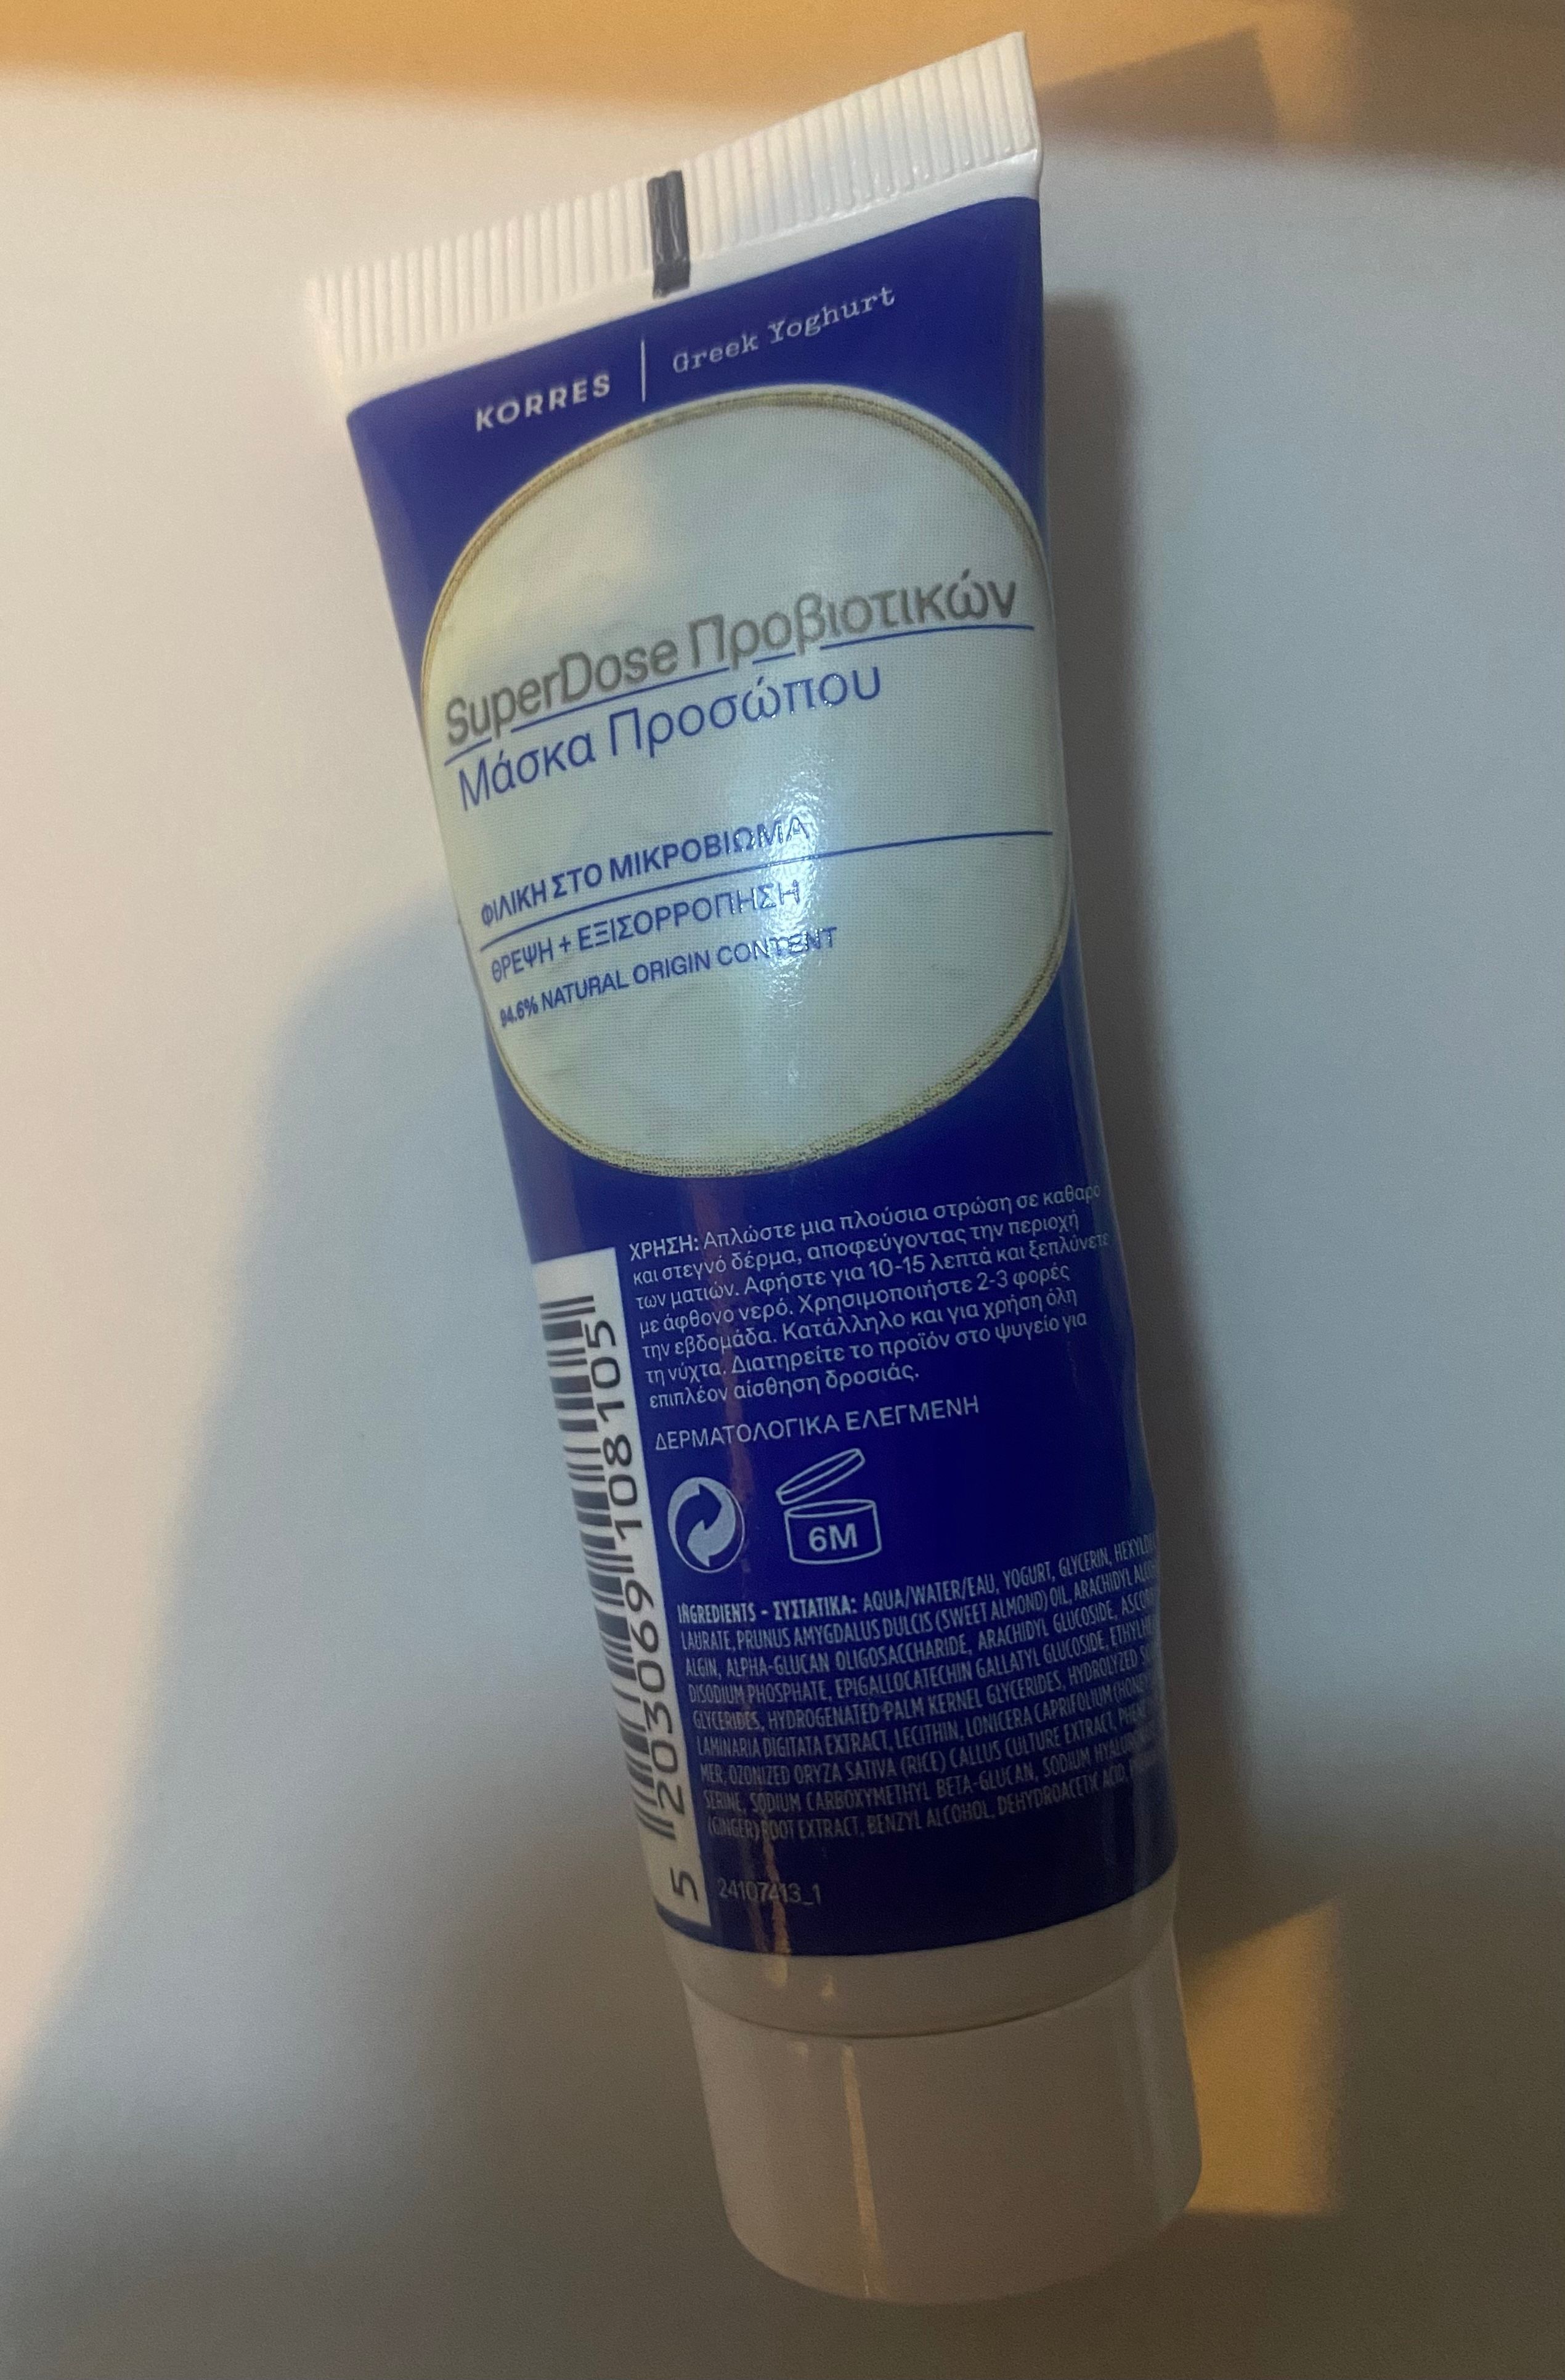 KORRES | Greek Yoghurt
SuperDose Προβιοτικών
Μάσκα Προσώπου
ΦΙΛΙΚΗ ΣΤΟ ΜΙΚΡΟΒΙΩΜΑ
ΘΡΕΨΗ + ΕΞΙΣΟΡΡΟΠΗΣΗ
94.6% NATURAL ORIGIN CONTENT
ΧΡΗΣΗ: Απλώστε μια πλούσια στρώση σε καθαρό
και στεγνό δέρμα, αποφεύγοντας την περιοχή
των ματιών. Αφήστε για 10-15 λεπτά και ξεπλύνετε
με άφθονο νερό. Χρησιμοποιήστε 2-3 φορές
την εβδομάδα. Κατάλληλο και για χρήση όλη
τη νύχτα. Διατηρείτε το προϊόν στο ψυγείο για
επιπλέον αίσθηση δροσιάς.
ΔΕΡΜΑΤΟΛΟΓΙΚΑ ΕΛΕΓΜΕΝΗ
6M
INGREDIENTS - ΣΥΣΤΑΤΙΚΑ: AQUA/WATER/EAU, YOGURT, GLYCERIN,
LAURATE, PRUNUS AMYGDALUS DULCIS (SWEET ALMOND) OIL, ARACHIDYL
ALGIN, ALPHA-GLUCAN OLIGOSACCHARIDE, ARACHIDYL GLUCOSIDE,
DISODIUM PHOSPHATE, EPIGALLOCATECHIN GALLATYL GLUCOSIDE,
GLYCERIDES, HYDROGENATED PALM KERNEL GLYCERIDES, HYDROLYZED
LAMINARIA DIGITATA EXTRACT, LECITHIN, LONICERA CAPRIFOLIUM
MER, OZONIZED ORYZA SATIVA (RICE) CALLUS CULTURE EXTRACT,
SERINE, SODIUM CARBOXYMETHYL BETA-GLUCAN, SODIUM
(GINGER) ROOT EXTRACT, BENZYL ALCOHOL, DEHYDROACETIC ACID,
24107413_1
5 203069 108105